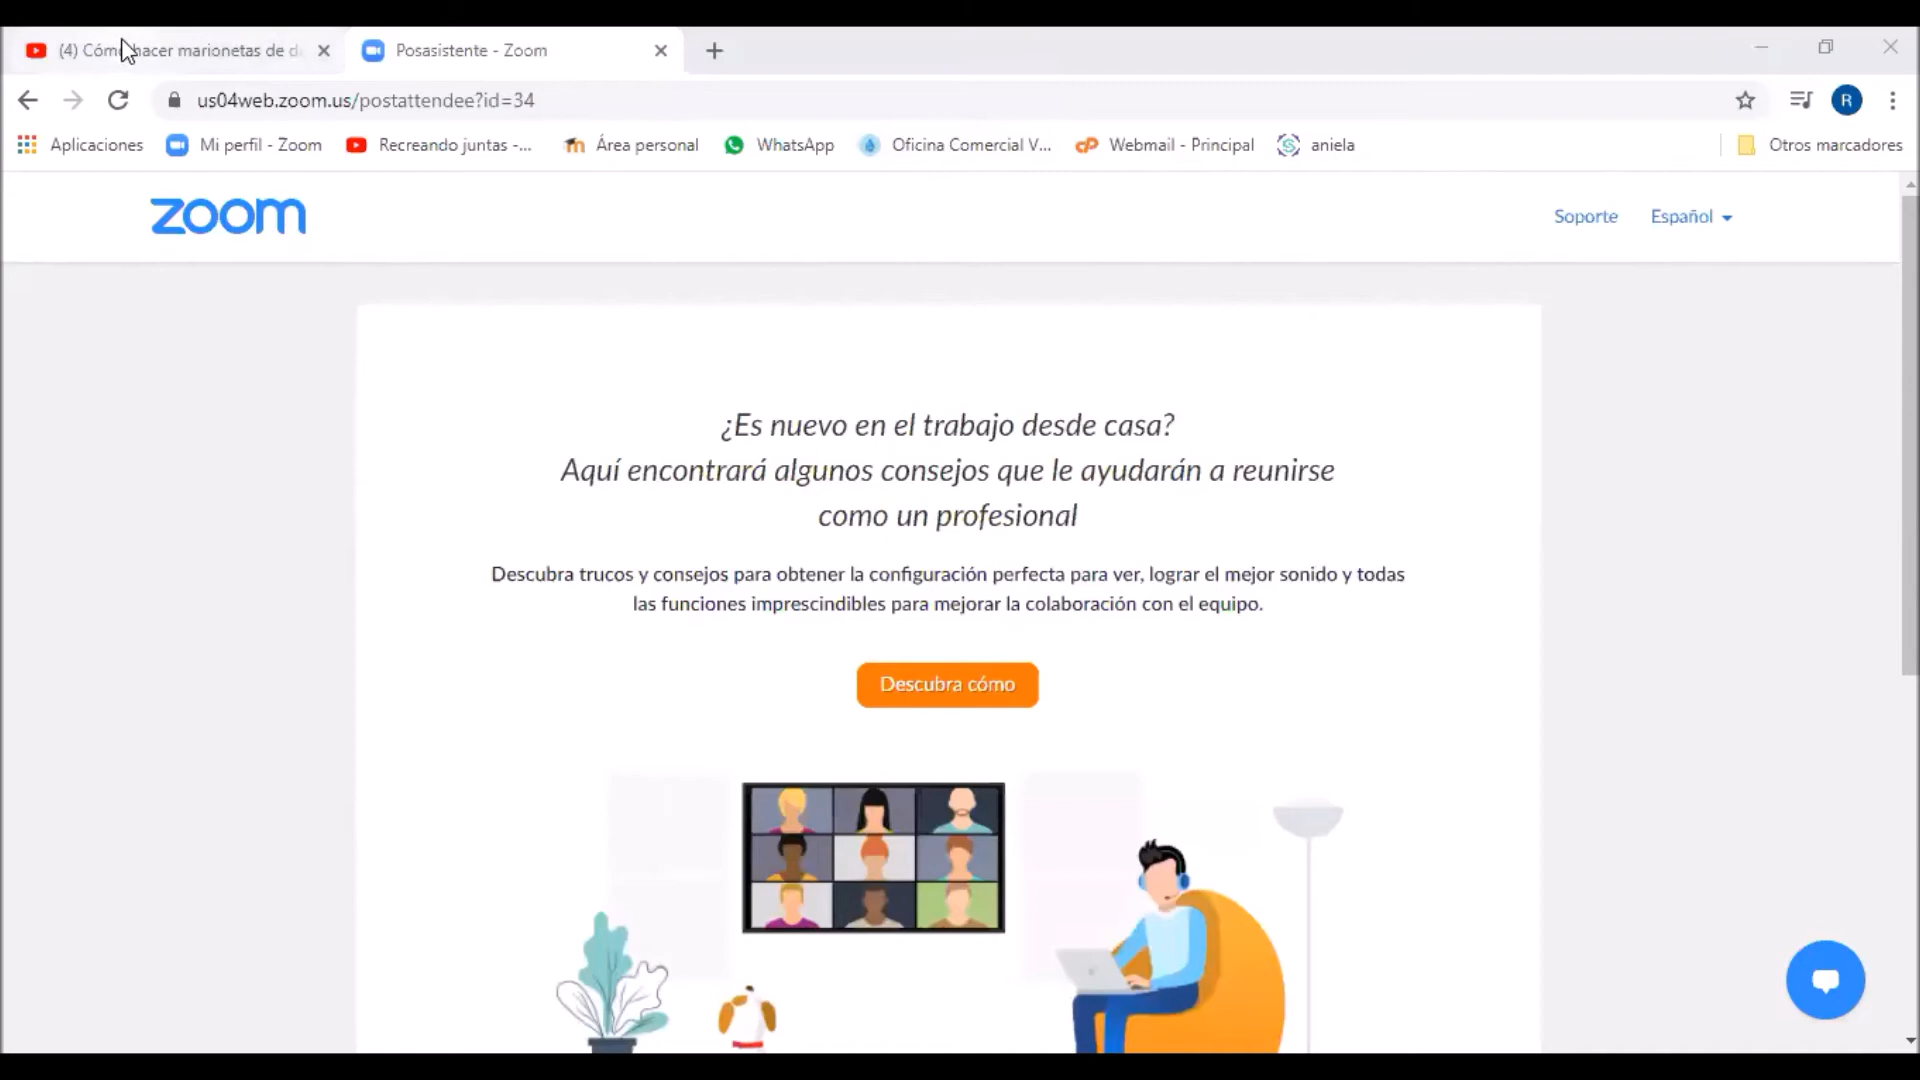 (4) Cómo hacer marionetas de d
Posasistente - Zoom
us04web.zoom.us/postattendee?id=34
R
Aplicaciones
Mi perfil - Zoom
Recreando juntas -...
Área personal
WhatsApp
Oficina Comercial V...
Webmail - Principal
aniela
Otros marcadores
zoom
Soporte
Español
¿Es nuevo en el trabajo desde casa?
Aquí encontrará algunos consejos que le ayudarán a reunirse
como un profesional
Descubra trucos y consejos para obtener la configuración perfecta para ver, lograr el mejor sonido y todas
las funciones imprescindibles para mejorar la colaboración con el equipo.
Descubra cómo